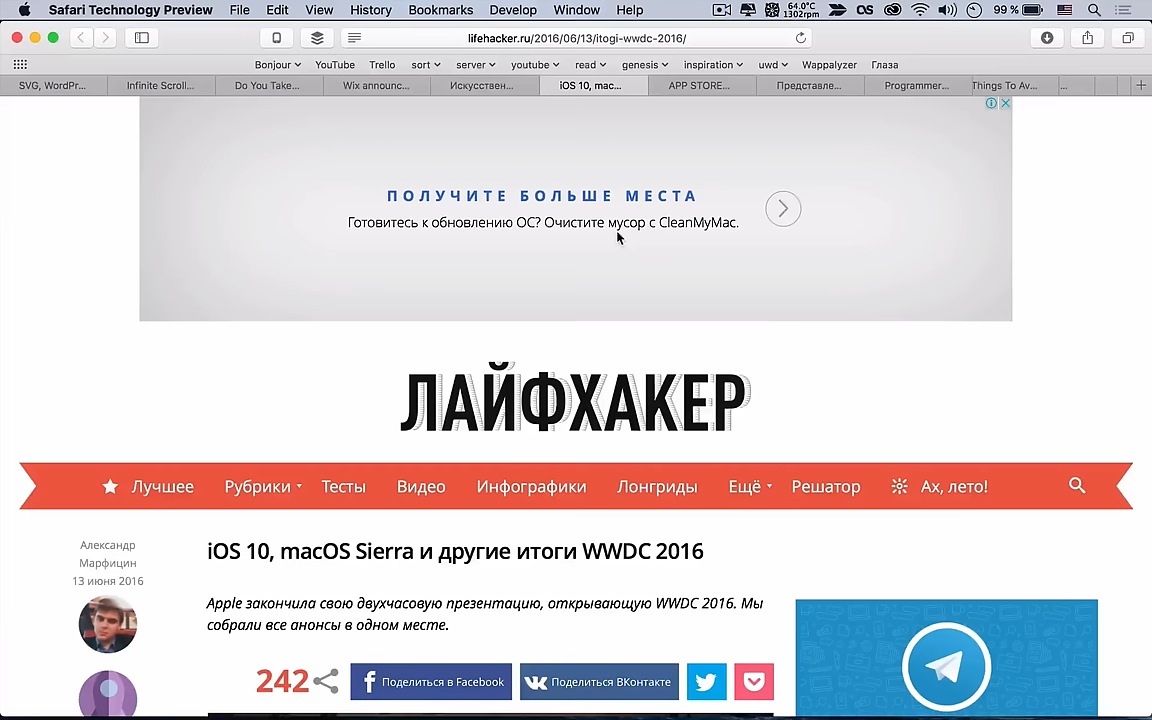 Safari Technology Preview File Edit View History Bookmarks Develop Window Help 64.0°C 1302rpm 99 %
lifehacker.ru/2016/06/13/itogi-wwdc-2016/
Bonjour YouTube Trello sort server youtube read genesis inspiration uwd Wappalyzer Глаза
SVG, WordPr... Infinite Scroll... Do You Take... Wix announc... Искусствен... iOS 10, mac... APP STORE... Представле... Programmer... Things To Av... ...
ПОЛУЧИТЕ БОЛЬШЕ МЕСТА
Готовитесь к обновлению ОС? Очистите мусор с CleanMyMac.
ЛАЙФХАКЕР
Лучшее Рубрики Тесты Видео Инфографики Лонгриды Ещё Решатор Ах, лето!
Александр
Марфицин
13 июня 2016
iOS 10, macOS Sierra и другие итоги WWDC 2016
Apple закончила свою двухчасовую презентацию, открывающую WWDC 2016. Мы
собрали все анонсы в одном месте.
242 Поделиться в Facebook Поделиться ВКонтакте